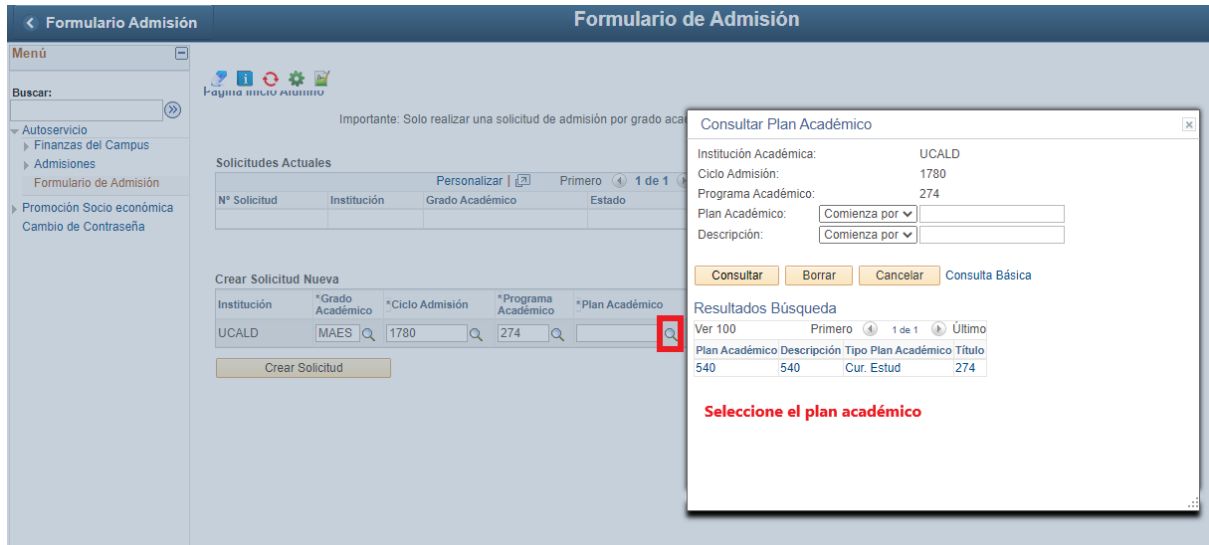 Formulario Admisión
Formulario de Admisión
Menú
Buscar:
Autoservicio
Finanzas del Campus
Admisiones
Formulario de Admisión
Promoción Socio económica
Cambio de Contraseña
Página Inicio Alumno
Importante: Solo realizar una solicitud de admisión por grado aca
Solicitudes Actuales
Personalizar | Primero 1 de 1
Nº Solicitud Institución Grado Académico Estado
Crear Solicitud Nueva
Institución *Grado Académico *Ciclo Admisión *Programa Académico *Plan Académico
UCALD MAES 1780 274
Crear Solicitud
Consultar Plan Académico
Institución Académica: UCALD
Ciclo Admisión: 1780
Programa Académico: 274
Plan Académico: Comienza por
Descripción: Comienza por
Consultar Borrar Cancelar Consulta Básica
Resultados Búsqueda
Ver 100 Primero 1 de 1 Último
Plan Académico Descripción Tipo Plan Académico Título
540 540 Cur. Estud 274
Seleccione el plan académico